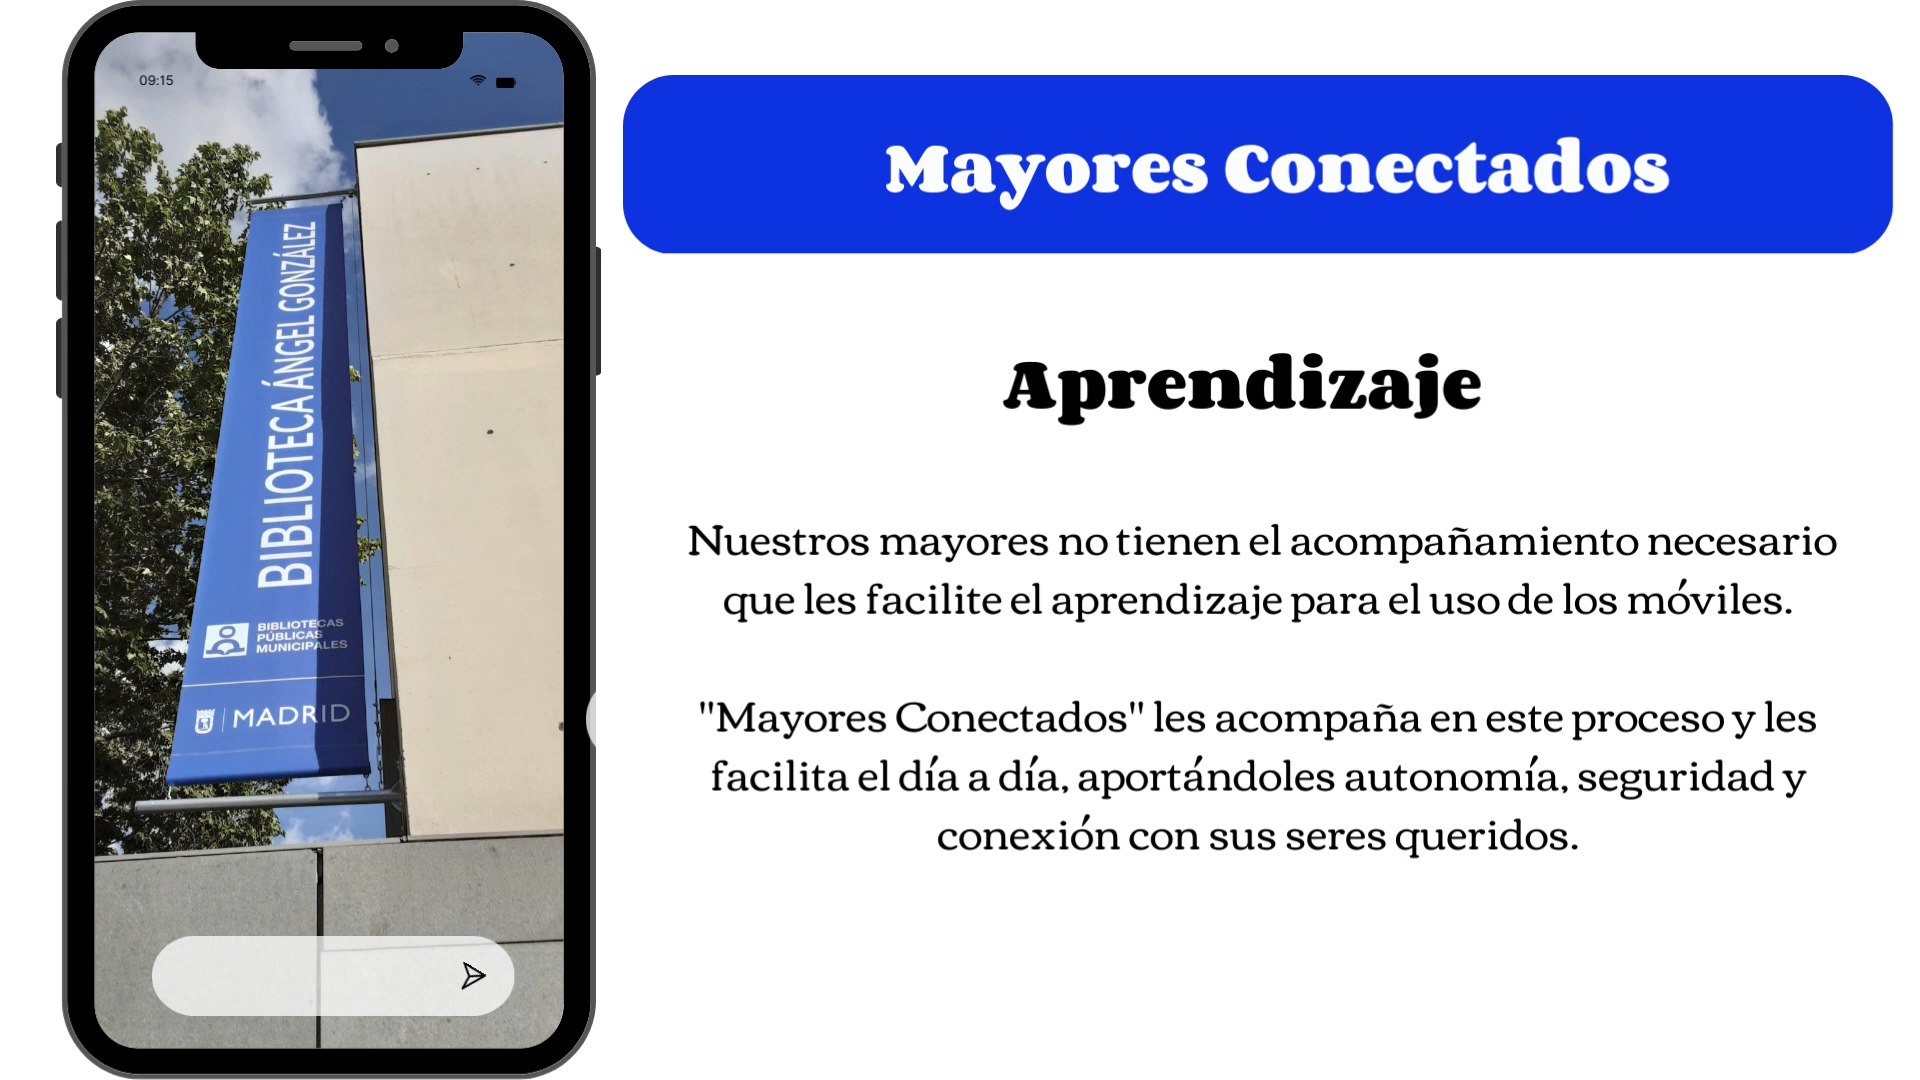 09:15
BIBLIOTECA ÁNGEL GONZÁLEZ
BIBLIOTECAS
PÚBLICAS
MUNICIPALES
MADRID
Mayores Conectados
Aprendizaje
Nuestros mayores no tienen el acompañamiento necesario
que les facilite el aprendizaje para el uso de los móviles.
"Mayores Conectados" les acompaña en este proceso y les
facilita el día a día, aportándoles autonomía, seguridad y
conexión con sus seres queridos.